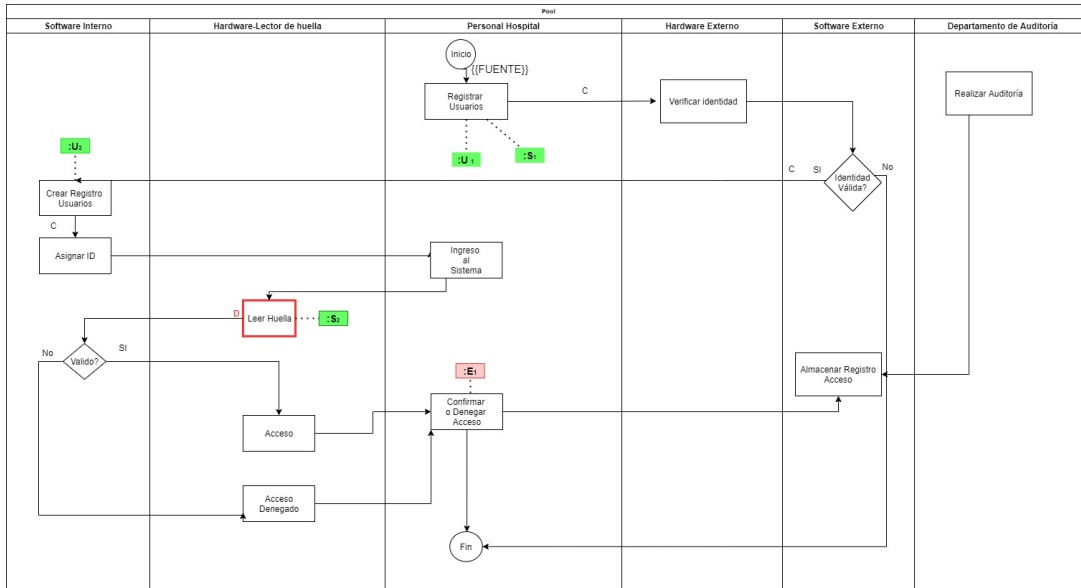 Pool
Software Interno
Hardware-Lector de huella
Personal Hospital
Hardware Externo
Software Externo
Departamento de Auditoría
Inicio
{{FUENTE}}
Registrar
Usuarios
C
Verificar identidad
Realizar Auditoría
:U2
:U 1
:S1
Crear Registro
Usuarios
C
SI
Identidad
Válida?
No
C
Asignar ID
Ingreso
al
Sistema
D
Leer Huella
:S2
No
Valido?
SI
:E1
Almacenar Registro
Acceso
Confirmar
o Denegar
Acceso
Acceso
Acceso
Denegado
Fin